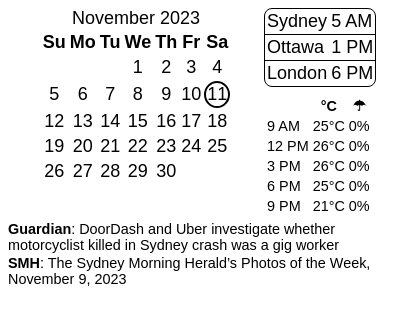 November 2023
Su Mo Tu We Th Fr Sa
1 2 3 4
5 6 7 8 9 10 11
12 13 14 15 16 17 18
19 20 21 22 23 24 25
26 27 28 29 30
Sydney 5 AM
Ottawa 1 PM
London 6 PM
°C ☂
9 AM 25°C 0%
12 PM 26°C 0%
3 PM 26°C 0%
6 PM 25°C 0%
9 PM 21°C 0%
Guardian: DoorDash and Uber investigate whether
motorcyclist killed in Sydney crash was a gig worker
SMH: The Sydney Morning Herald's Photos of the Week,
November 9, 2023